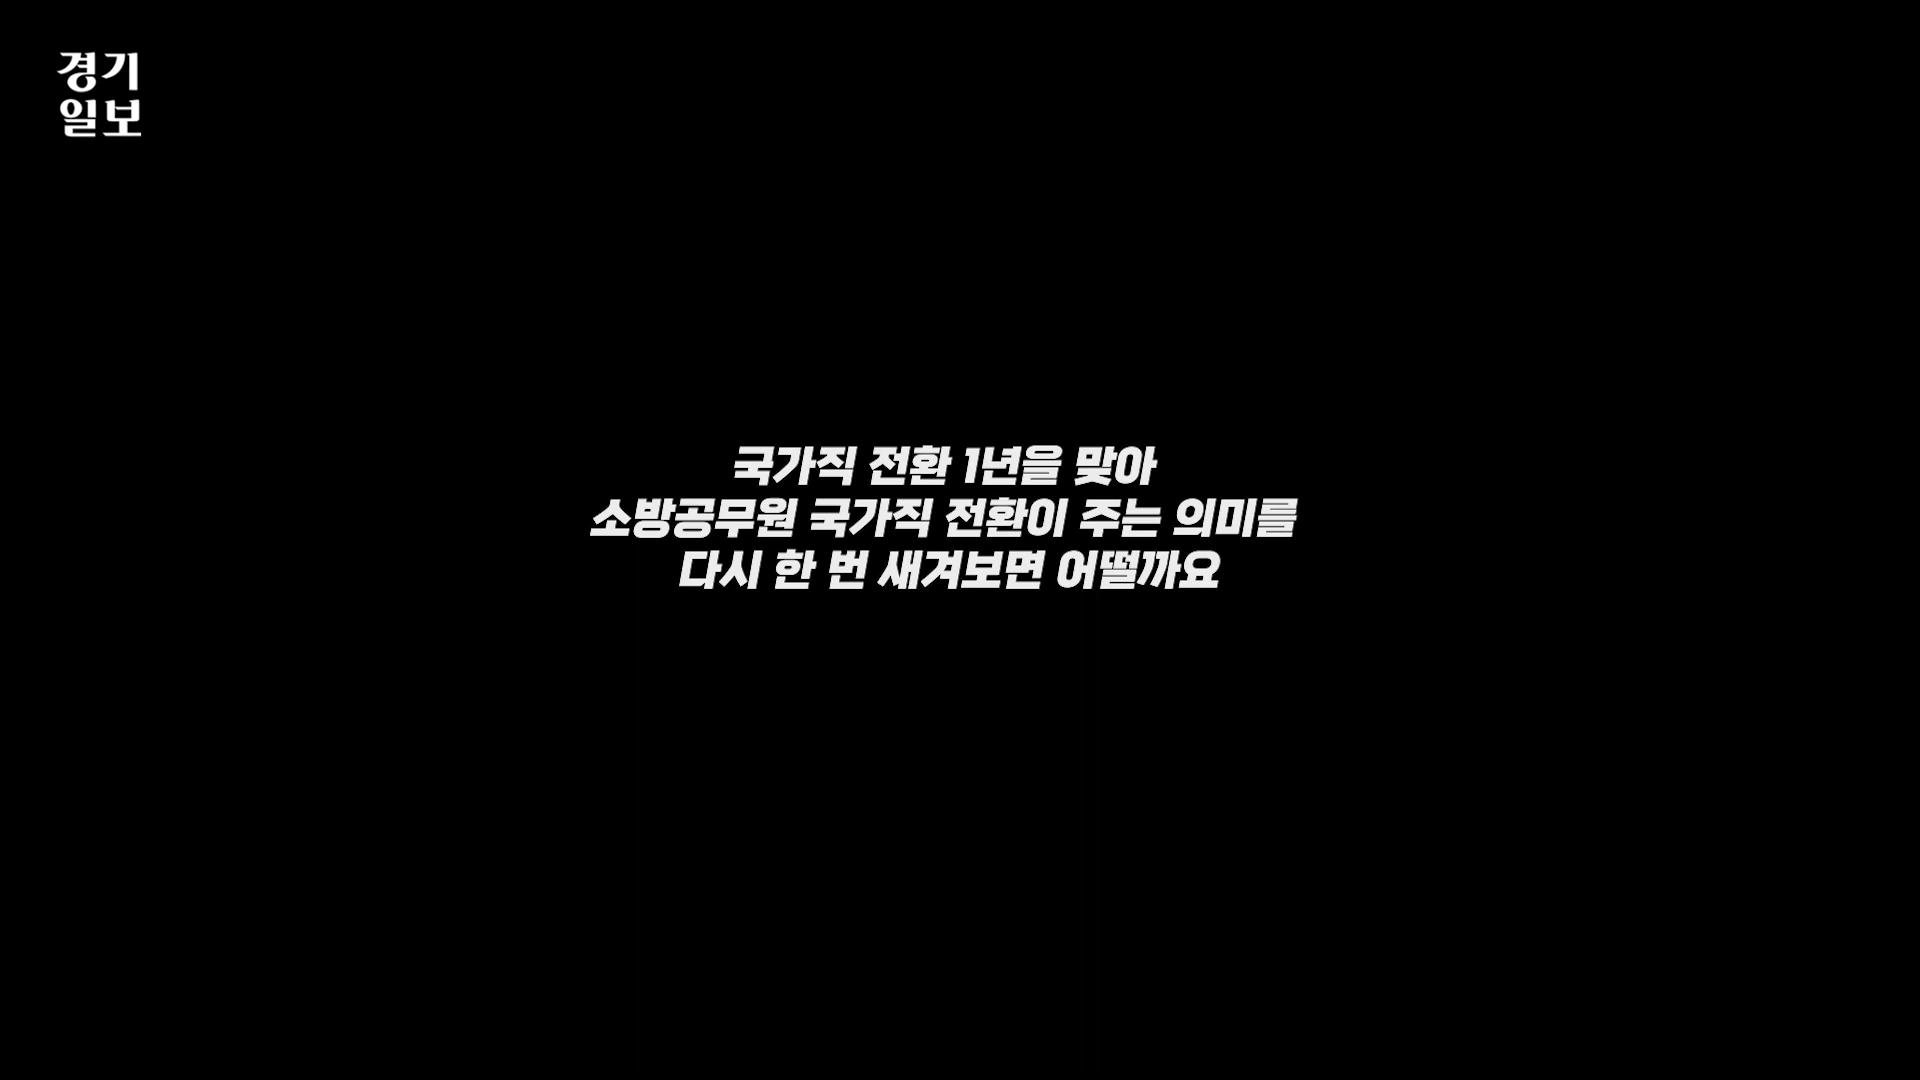 경기
일보
국가직 전환 1년을 맞아
소방공무원 국가직 전환이 주는 의미를
다시 한 번 새겨보면 어떨까요